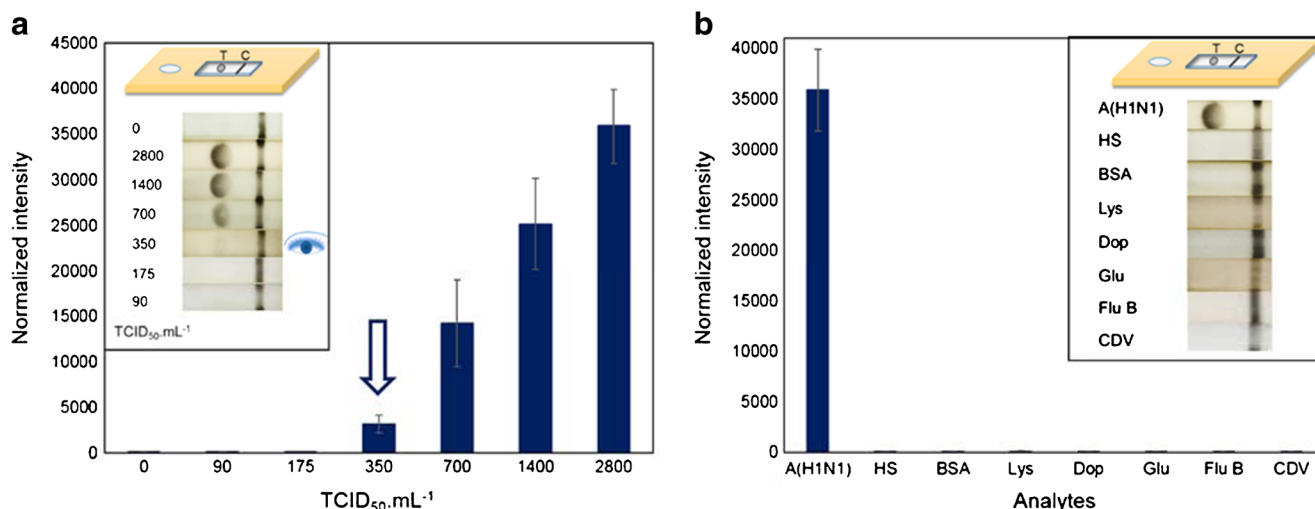 a
Normalized intensity
45000
40000
35000
30000
25000
20000
15000
10000
5000
0
T C
0
2800
1400
700
350
175
90
TCID₅₀.mL⁻¹
0 90 175 350 700 1400 2800
TCID₅₀.mL⁻¹
b
Normalized intensity
40000
35000
30000
25000
20000
15000
10000
5000
0
T C
A(H1N1)
HS
BSA
Lys
Dop
Glu
Flu B
CDV
A(H1N1) HS BSA Lys Dop Glu Flu B CDV
Analytes